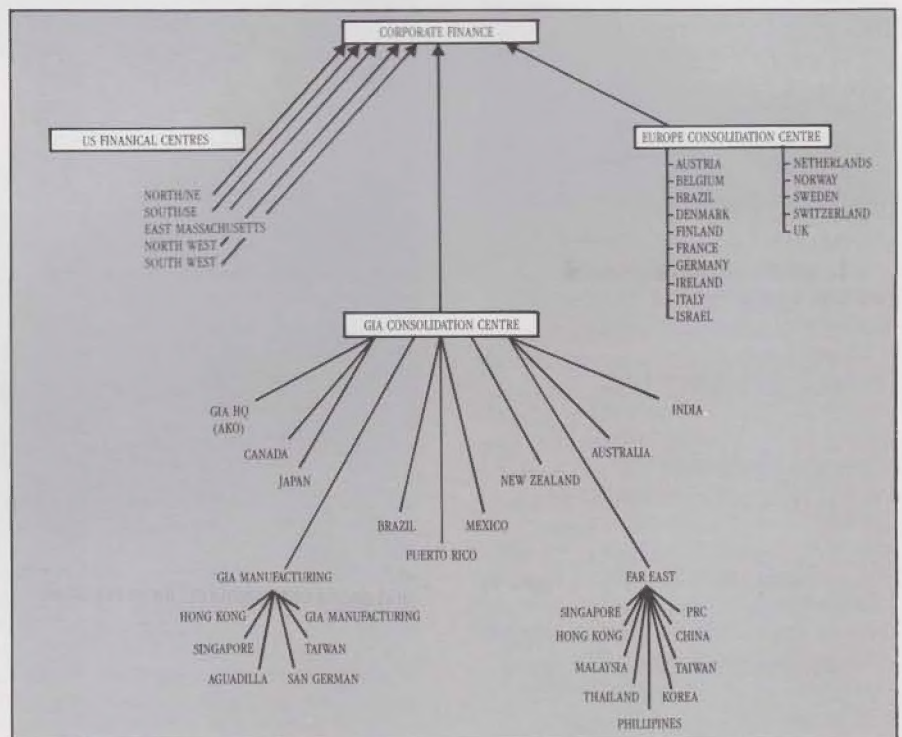 CORPORATE FINANCE
US FINANICAL CENTRES
NORTH/NE
SOUTH/SE
EAST MASSACHUSETTS
NORTH WEST
SOUTH WEST
EUROPE CONSOLIDATION CENTRE
AUSTRIA
BELGIUM
BRAZIL
DENMARK
FINLAND
FRANCE
GERMANY
IRELAND
ITALY
ISRAEL
NETHERLANDS
NORWAY
SWEDEN
SWITZERLAND
UK
GIA CONSOLIDATION CENTRE
GIA HQ
(AKO)
CANADA
JAPAN
BRAZIL
PUERTO RICO
MEXICO
NEW ZEALAND
AUSTRALIA
INDIA
GIA MANUFACTURING
HONG KONG
GIA MANUFACTURING
SINGAPORE
TAIWAN
AGUADILLA
SAN GERMAN
FAR EAST
SINGAPORE
PRC
HONG KONG
CHINA
MALAYSIA
TAIWAN
THAILAND
KOREA
PHILLIPINES